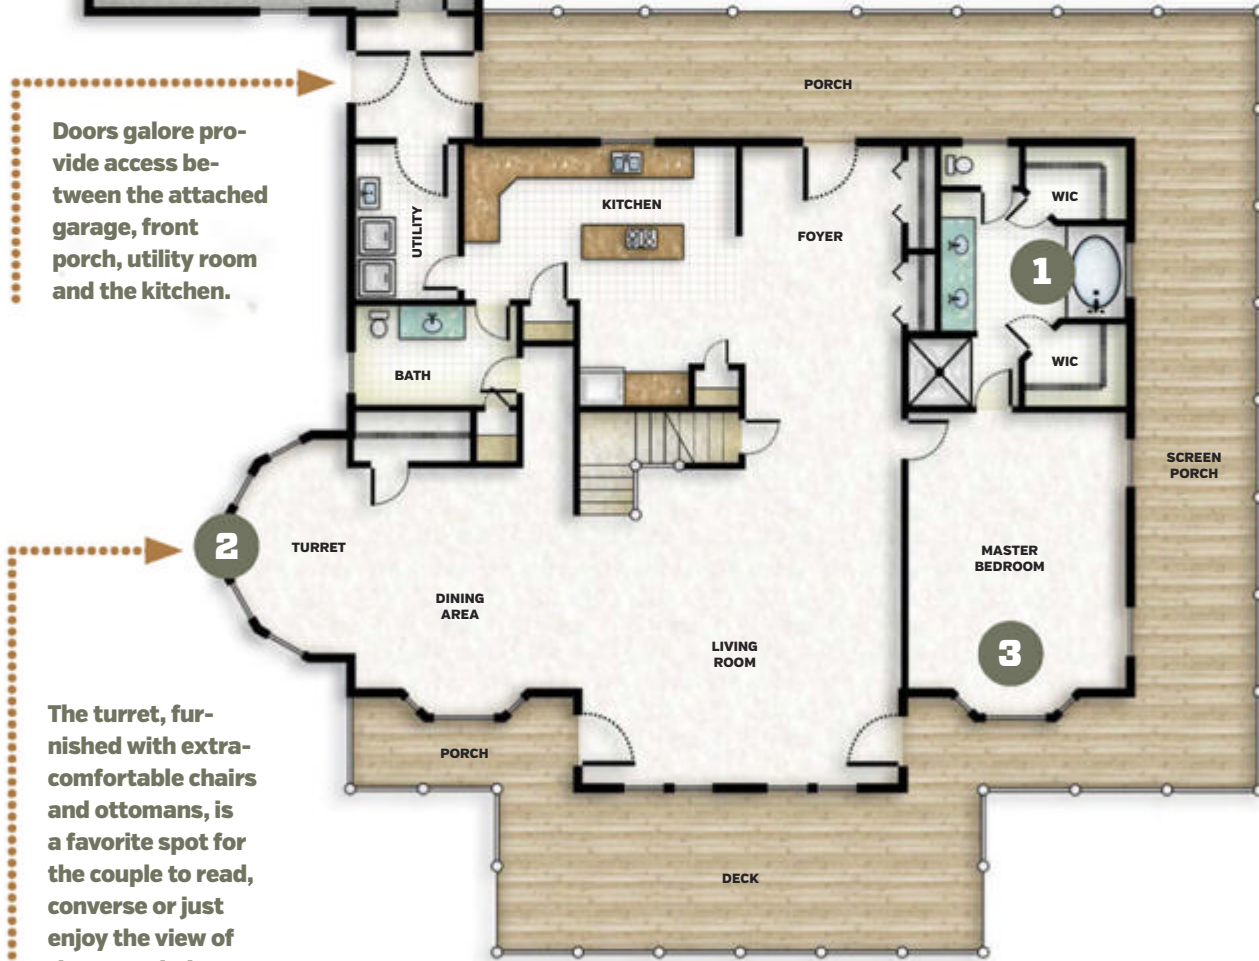 PORCH
Doors galore pro-
vide access be-
tween the attached
garage, front
porch, utility room
and the kitchen.
UTILITY
KITCHEN
FOYER
WIC
1
BATH
WIC
SCREEN
PORCH
2
TURRET
DINING
AREA
LIVING
ROOM
MASTER
BEDROOM
3
The turret, fur-
nished with extra-
comfortable chairs
and ottomans, is
a favorite spot for
the couple to read,
converse or just
enjoy the view of
PORCH
DECK